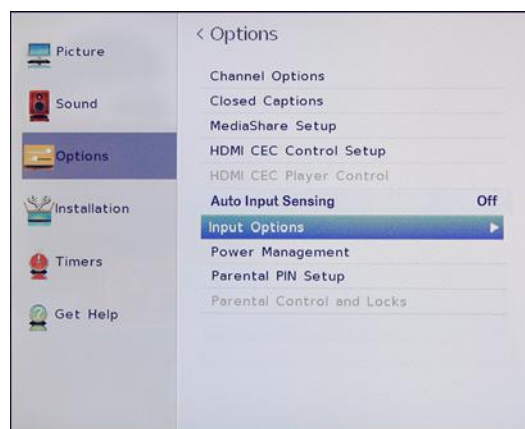 < Options
Picture
Sound
Options
Installation
Timers
Get Help
Channel Options
Closed Captions
MediaShare Setup
HDMI CEC Control Setup
HDMI CEC Player Control
Auto Input Sensing Off
Input Options
Power Management
Parental PIN Setup
Parental Control and Locks